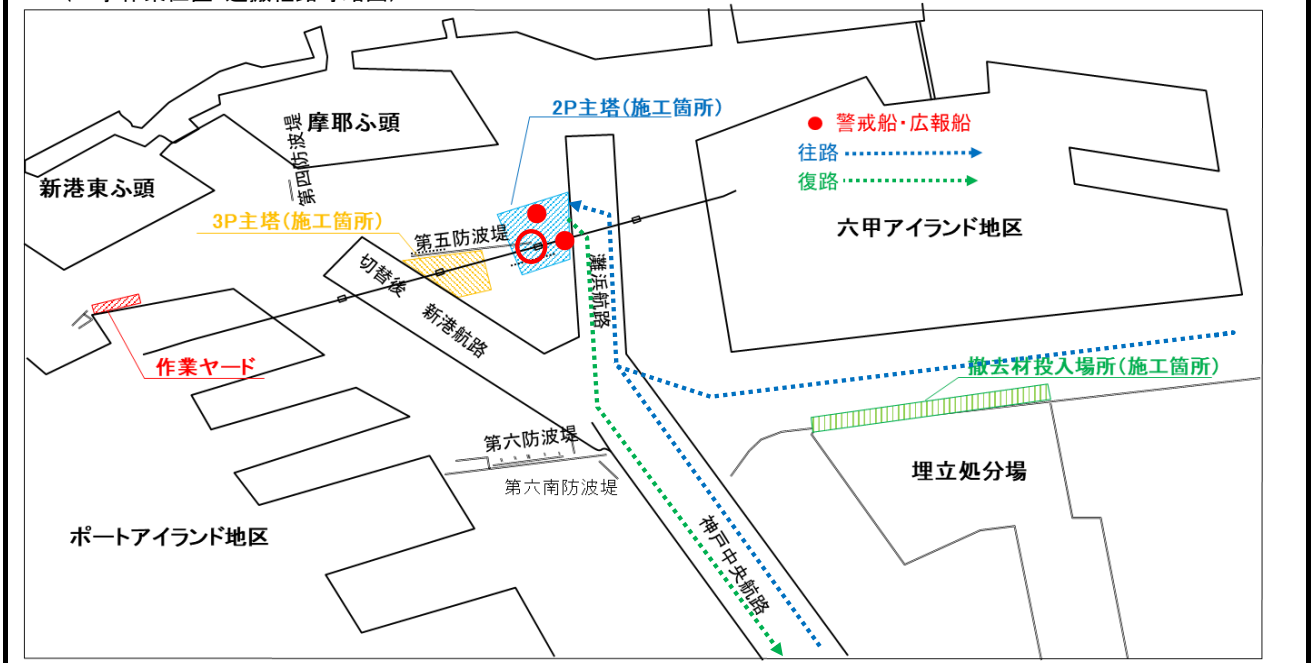 2P主塔(施工箇所)
警戒船・広報船
摩耶ふ頭
第四防波堤
往路
復路
新港東ふ頭
3P主塔(施工箇所)
第五防波堤
六甲アイランド地区
切替後 新港航路
灘浜航路
作業ヤード
撤去材投入場所(施工箇所)
第六防波堤
第六南防波堤
埋立処分場
ポートアイランド地区
神戸中央航路